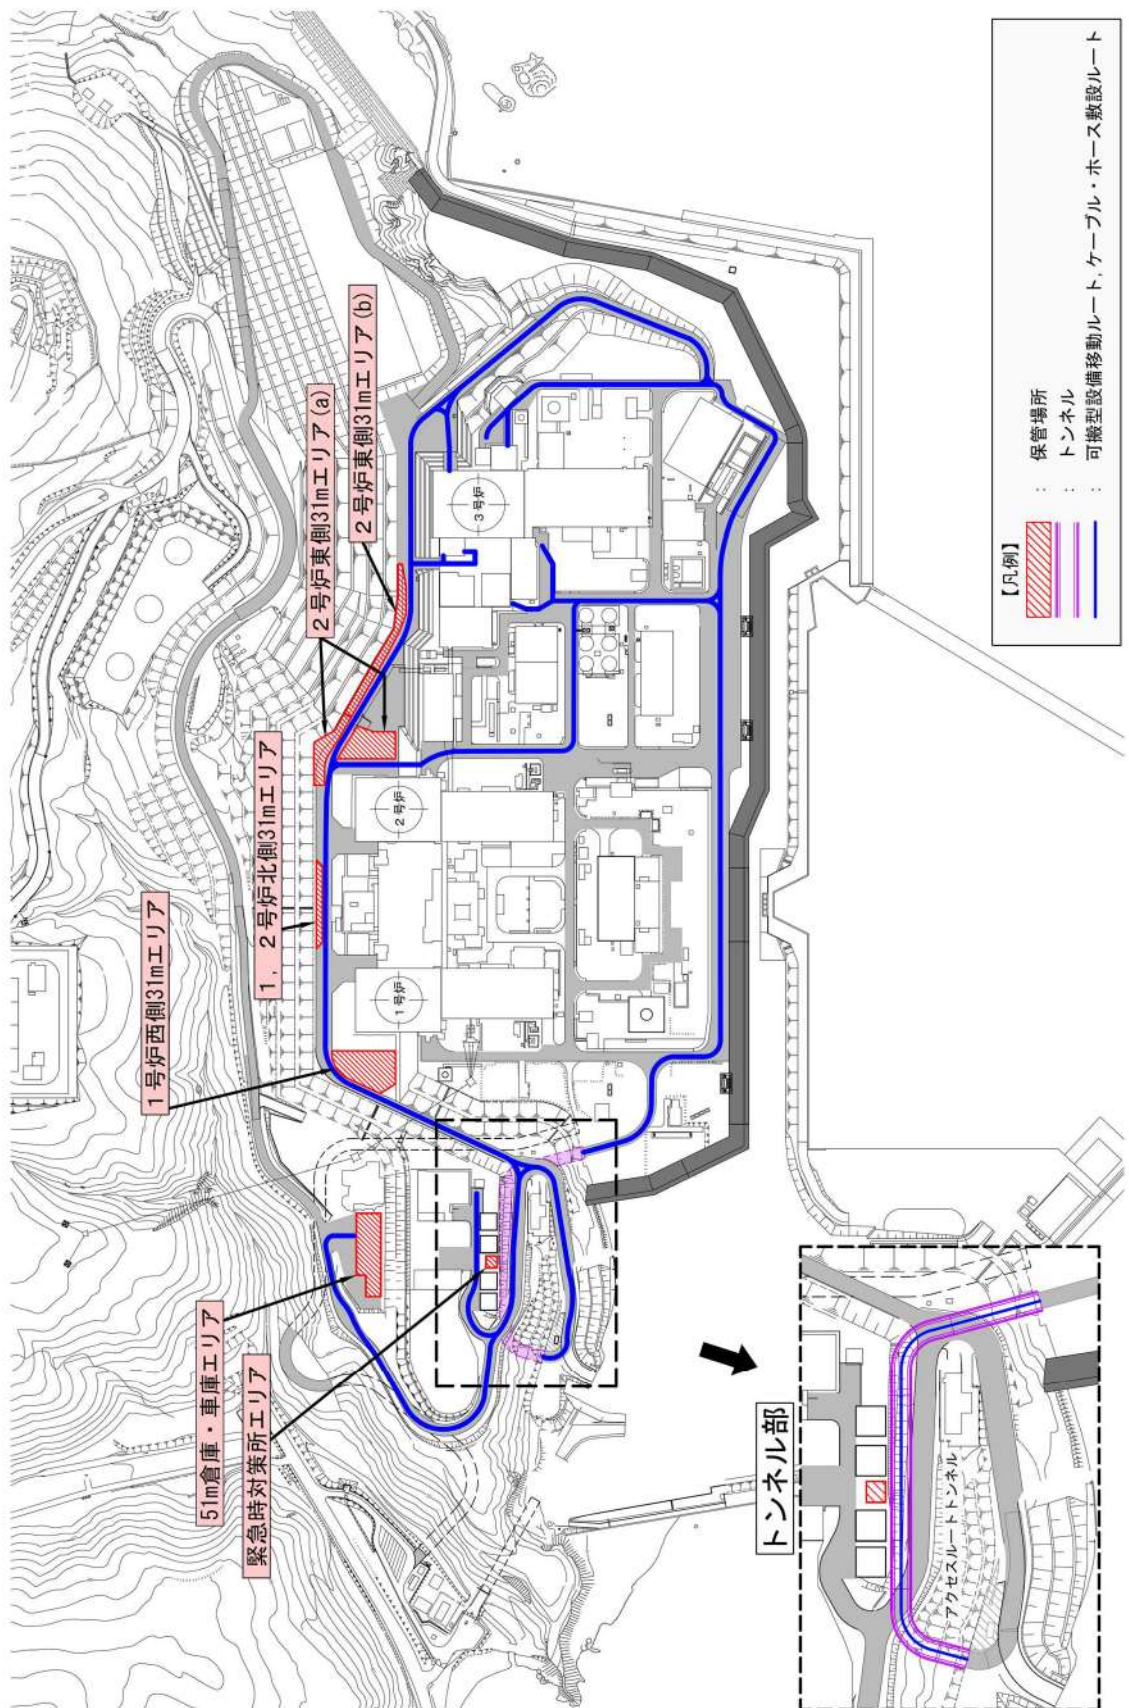 51m倉庫・車庫エリア
緊急時対策所エリア
1号炉西側31mエリア
1，2号炉北側31mエリア
2号炉東側31mエリア(a)
2号炉東側31mエリア(b)
1号炉
2号炉
3号炉
トンネル部
アクセスルートトンネル
【凡例】
：保管場所
：トンネル
：可搬型設備移動ルート，ケーブル・ホース敷設ルート